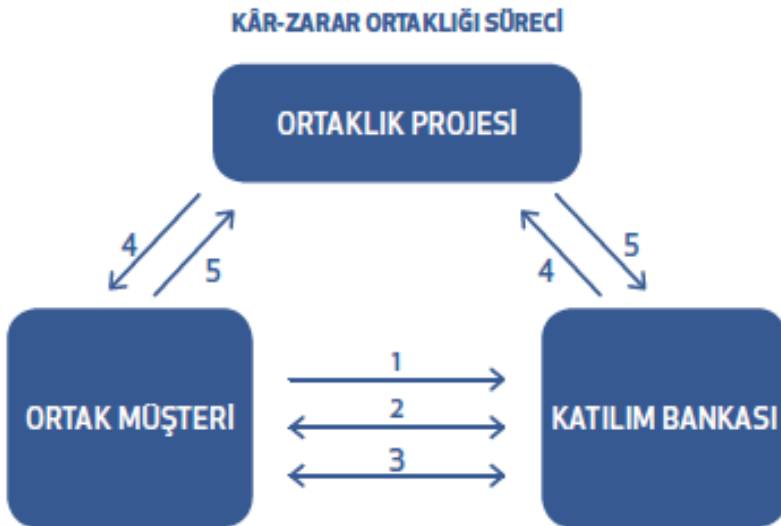 KÂR-ZARAR ORTAKLIĞI SÜRECİ
ORTAKLIK PROJESİ
4
5
4
5
1
2
3
ORTAK MÜŞTERİ
KATILIM BANKASI